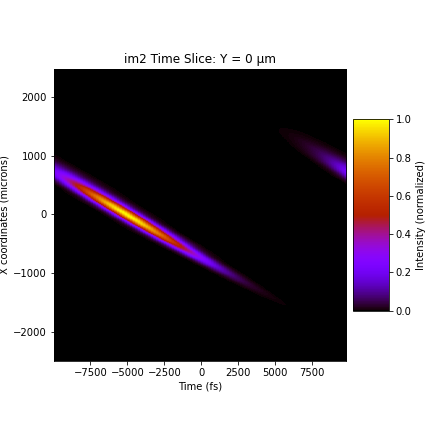 im2 Time Slice: Y = 0 µm
2000
1000
0
−1000
−2000
X coordinates (microns)
−7500 −5000 −2500 0 2500 5000 7500
Time (fs)
1.0
0.8
0.6
0.4
0.2
0.0
Intensity (normalized)